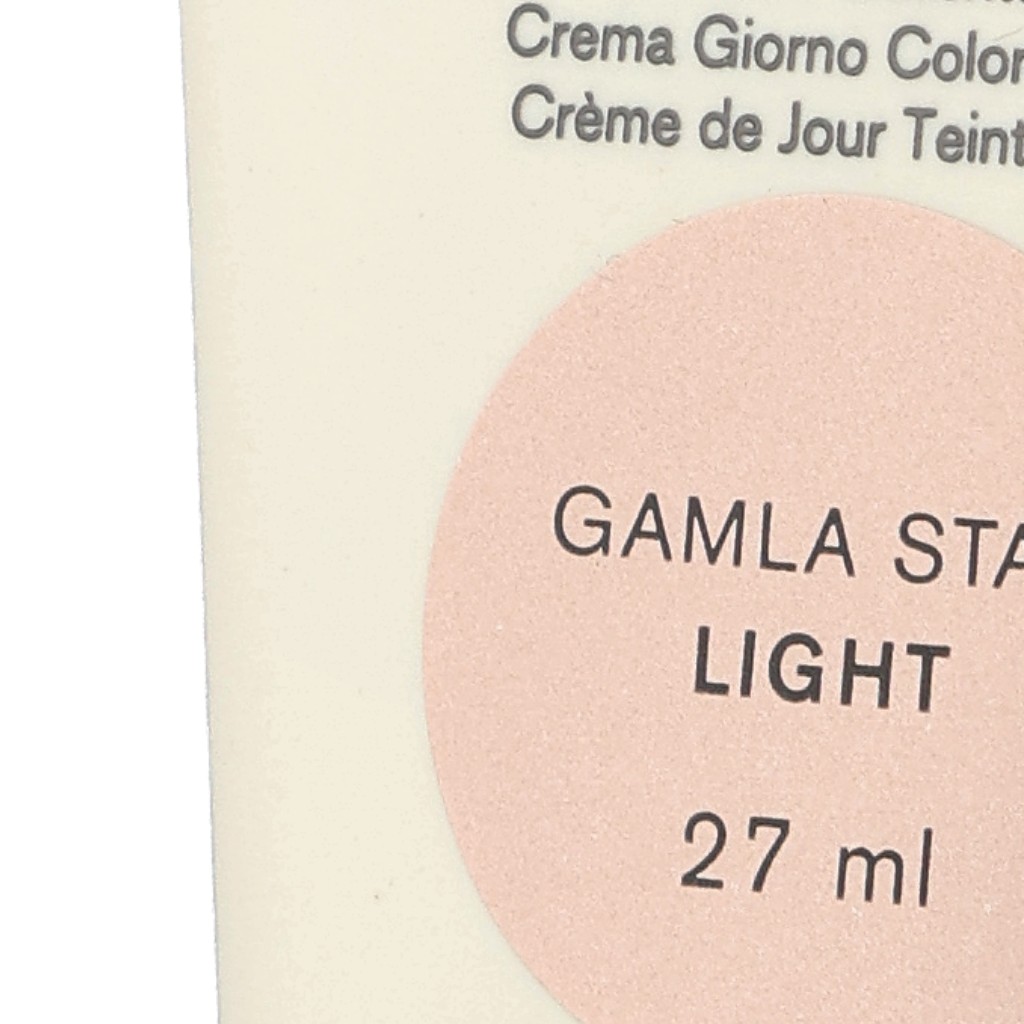 Crema Giorno Color
Crème de Jour Teint
GAMLA STA
LIGHT
27 ml